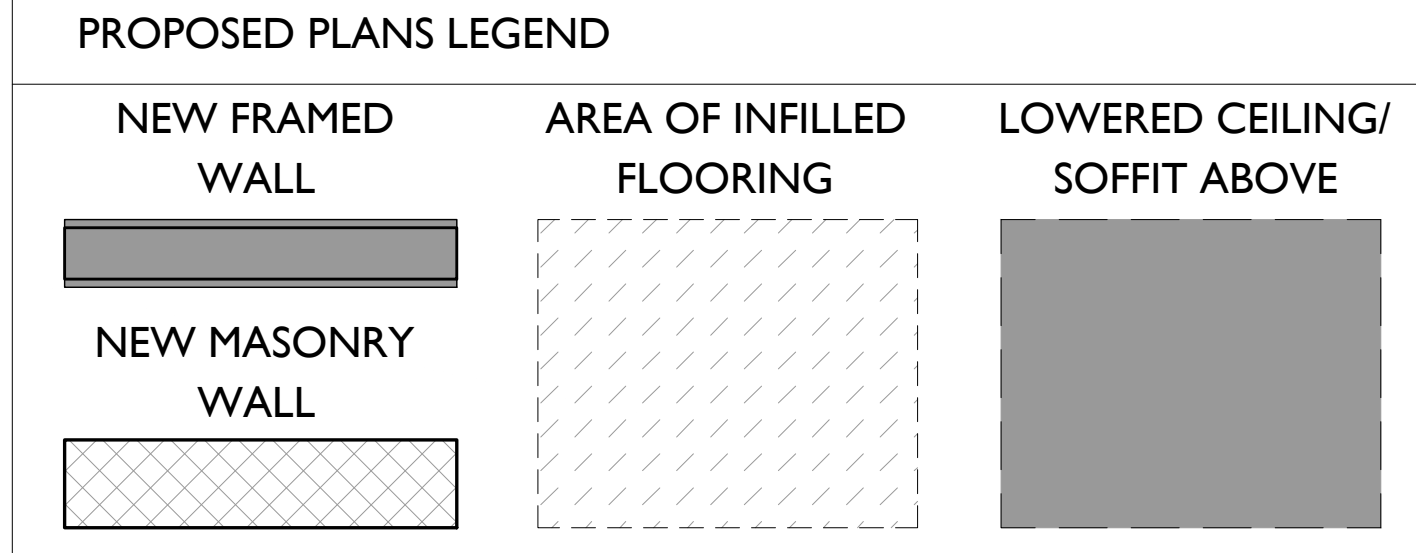 PROPOSED PLANS LEGEND
NEW FRAMED
WALL
AREA OF INFILLED
FLOORING
LOWERED CEILING/
SOFFIT ABOVE
NEW MASONRY
WALL